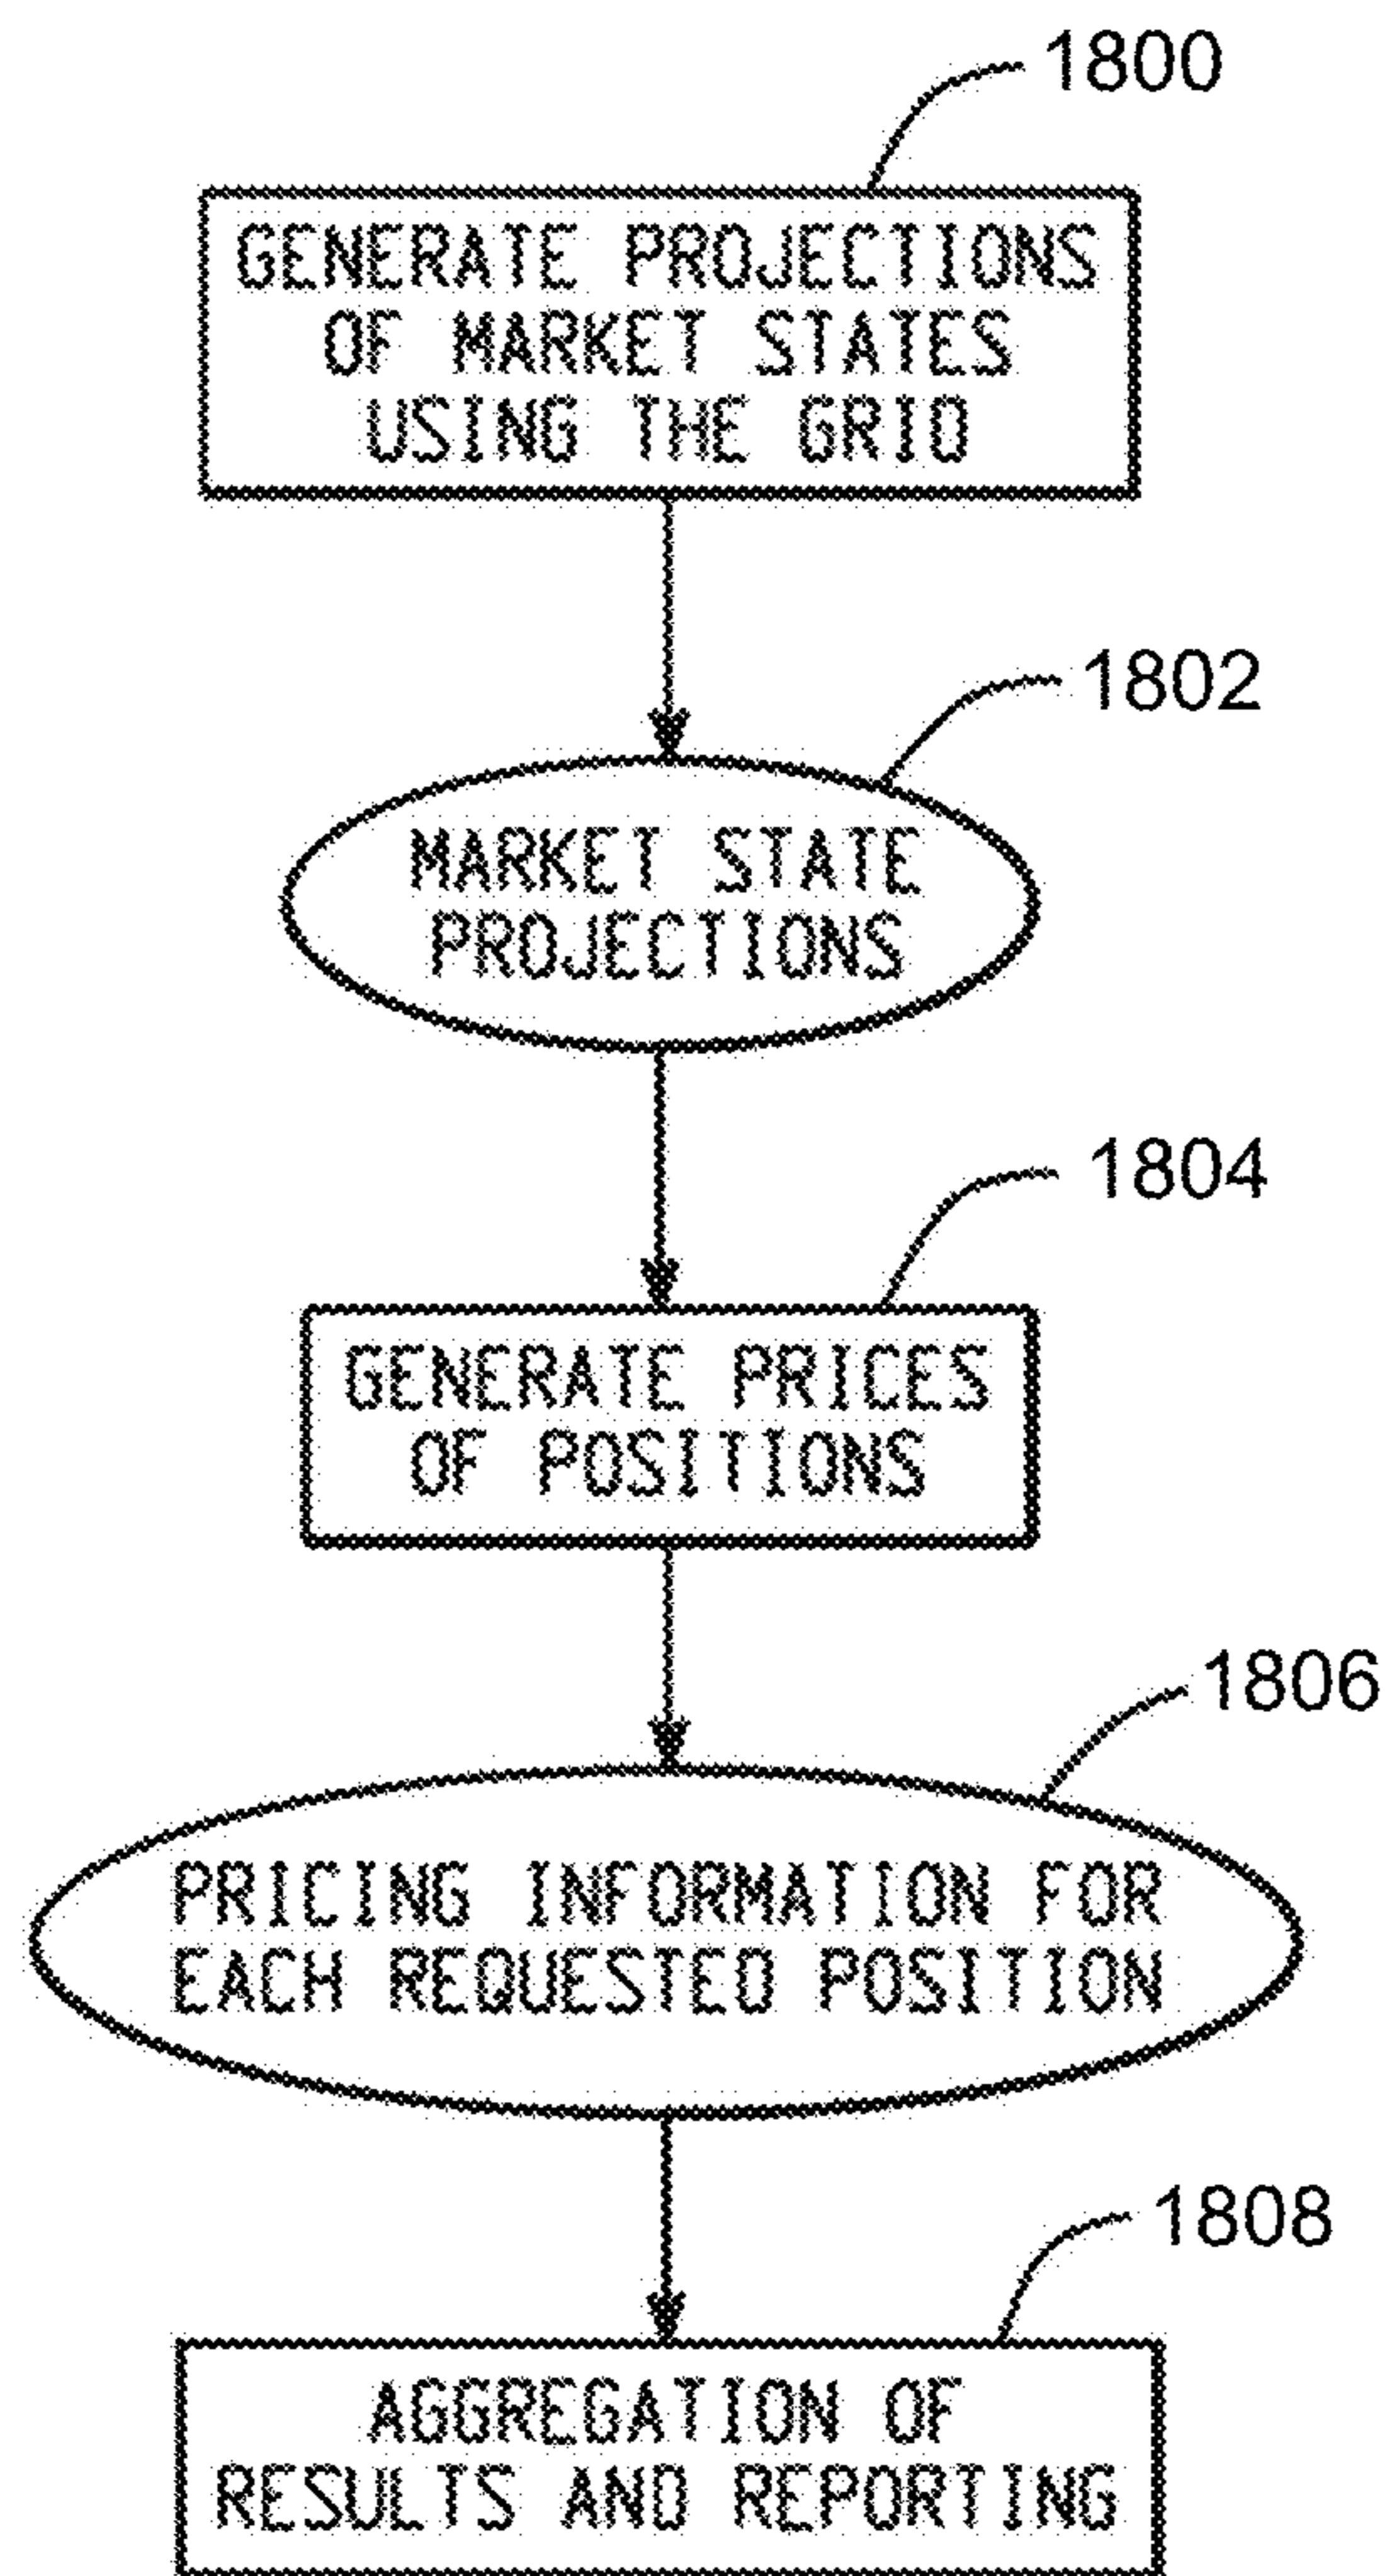 1800
GENERATE PROJECTIONS
OF MARKET STATES
USING THE GRID
1802
MARKET STATE
PROJECTIONS
1804
GENERATE PRICES
OF POSITIONS
1806
PRICING INFORMATION FOR
EACH REQUESTED POSITION
1808
AGGREGATION OF
RESULTS AND REPORTING